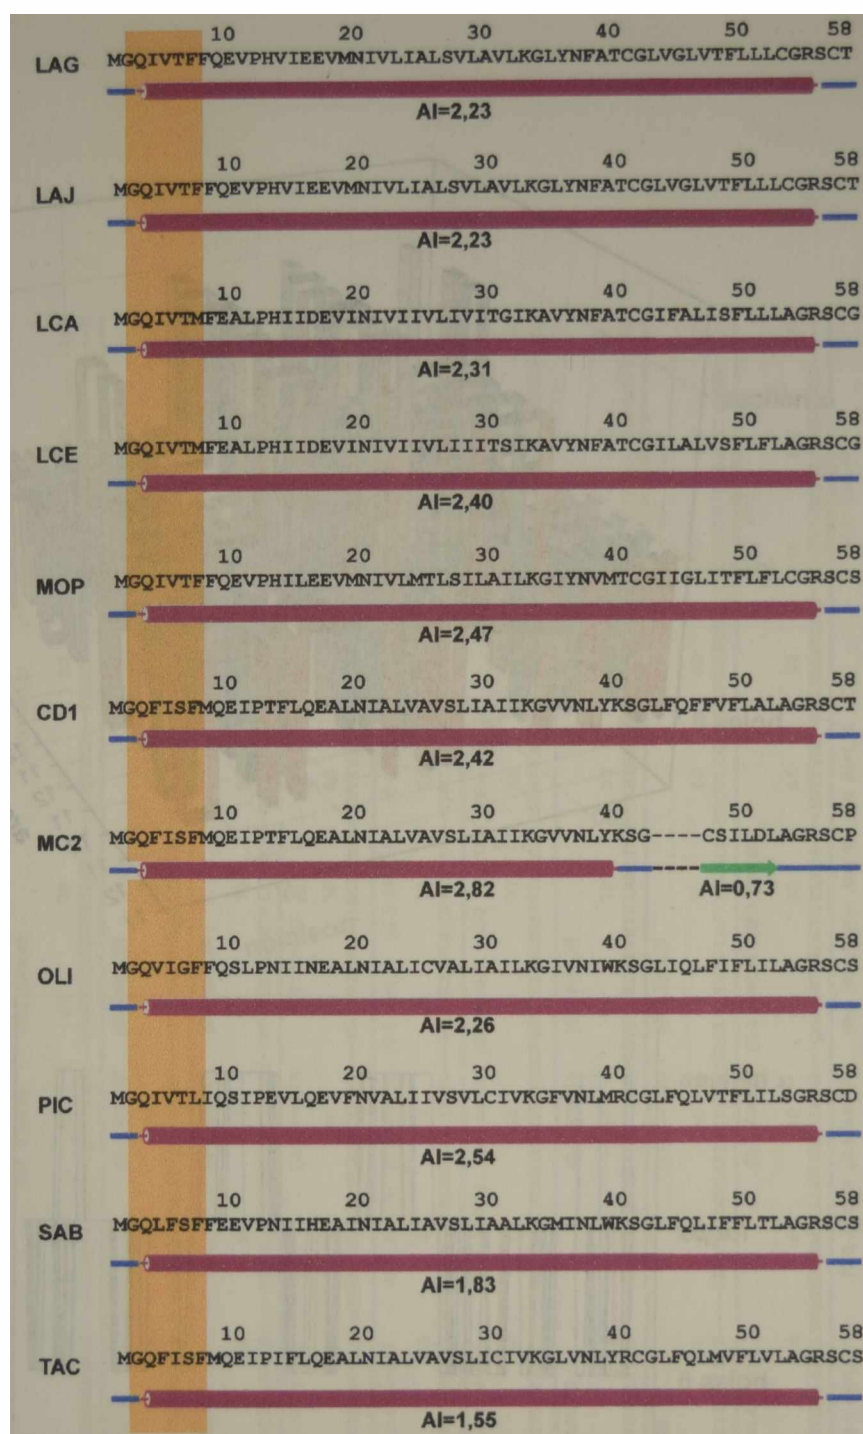 10 20 30 40 50 58
LAG MGQIVTFFQEVPHVIEEVMNIVLIALSVLAVLKGLYNFATCGLVGLVTFLLLCGRSCT
AI=2,23
10 20 30 40 50 58
LAJ MGQIVTFFQEVPHVIEEVMNIVLIALSVLAVLKGLYNFATCGLVGLVTFLLLCGRSCT
AI=2,23
10 20 30 40 50 58
LCA MGQIVTMFEALPHIIDEVINIVIIVLIVITGIKAVYNFATCGIFALISFLLLAGRSCG
AI=2,31
10 20 30 40 50 58
LCE MGQIVTMFEALPHIIDEVINIVIIVLIIITSIKAVYNFATCGILALVSFLFLAGRSCG
AI=2,40
10 20 30 40 50 58
MOP MGQIVTFFQEVPHILEEVMNIVLMTLSILAILKGIYNVMTCGIIGLITFLFLCGRSCS
AI=2,47
10 20 30 40 50 58
CD1 MGQFISFMQEIPTFLQEALNIALVAVSLIAIIKGVVNLYKSGLFQFFVFLALAGRSCT
AI=2,42
10 20 30 40 50 58
MC2 MGQFISFMQEIPTFLQEALNIALVAVSLIAIIKGVVNLYKSG----CSILDLAGRSCP
AI=2,82 AI=0,73
10 20 30 40 50 58
OLI MGQVIGFFQSLPNIINEALNIALICVALIAILKGIVNIWKSGLIQLFIFLILAGRSCS
AI=2,26
10 20 30 40 50 58
PIC MGQIVTLIQSIPEVLQEVFNVALIIVSVLCIVKGFVNLMRCGLFQLVTFLILSGRSCD
AI=2,54
10 20 30 40 50 58
SAB MGQLFSFFEEVPNIIHEAINIALIAVSLIAALKGMINLWKSGLFQLIFFLTLAGRSCS
AI=1,83
10 20 30 40 50 58
TAC MGQFISFMQEIPIFLQEALNIALVAVSLICIVKGLVNLYRCGLFQLMVFLVLAGRSCS
AI=1,55